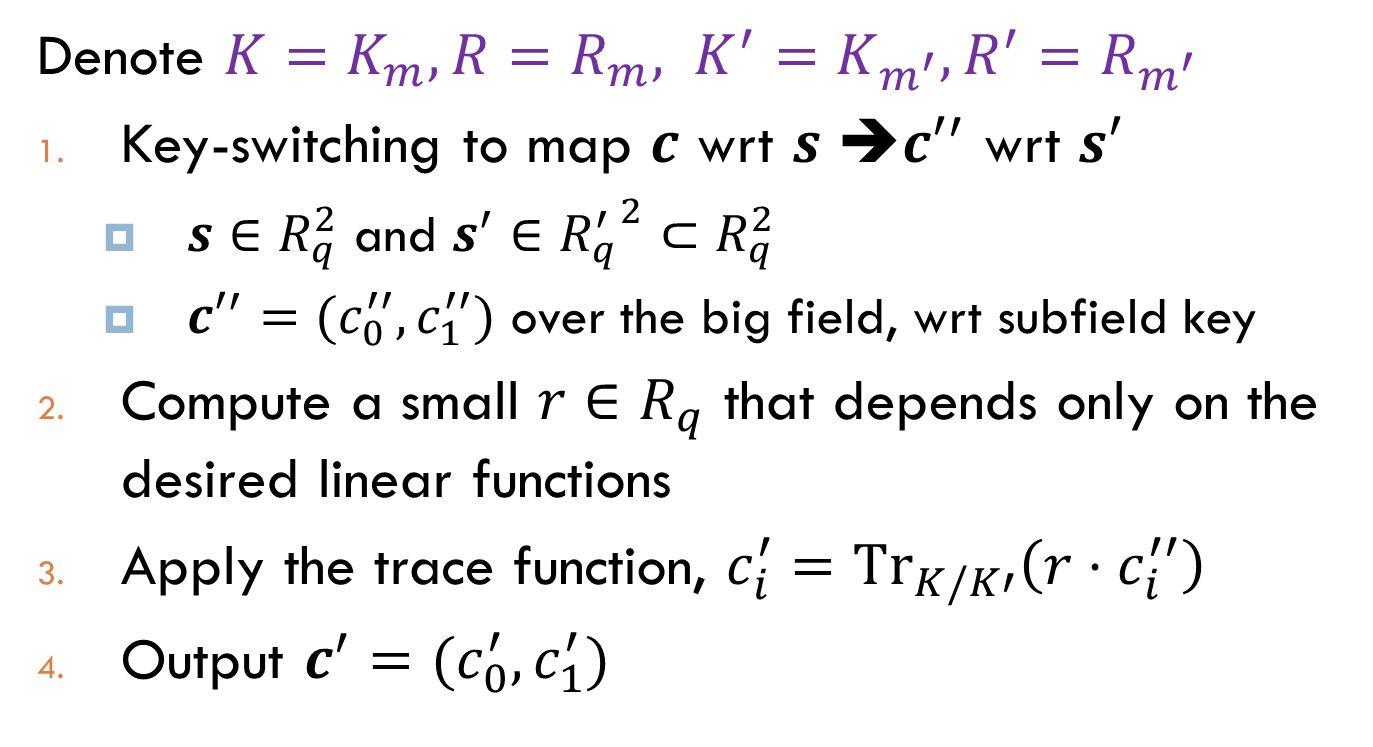 Denote K = K_m, R = R_m, K′ = K_{m′}, R′ = R_{m′}
1. Key-switching to map c wrt s ➔ c′′ wrt s′
s ∈ R_q^2 and s′ ∈ R′_q^2 ⊂ R_q^2
c′′ = (c′′_0, c′′_1) over the big field, wrt subfield key
2. Compute a small r ∈ R_q that depends only on the
desired linear functions
3. Apply the trace function, c′_i = Tr_{K/K′}(r · c′′_i)
4. Output c′ = (c′_0, c′_1)